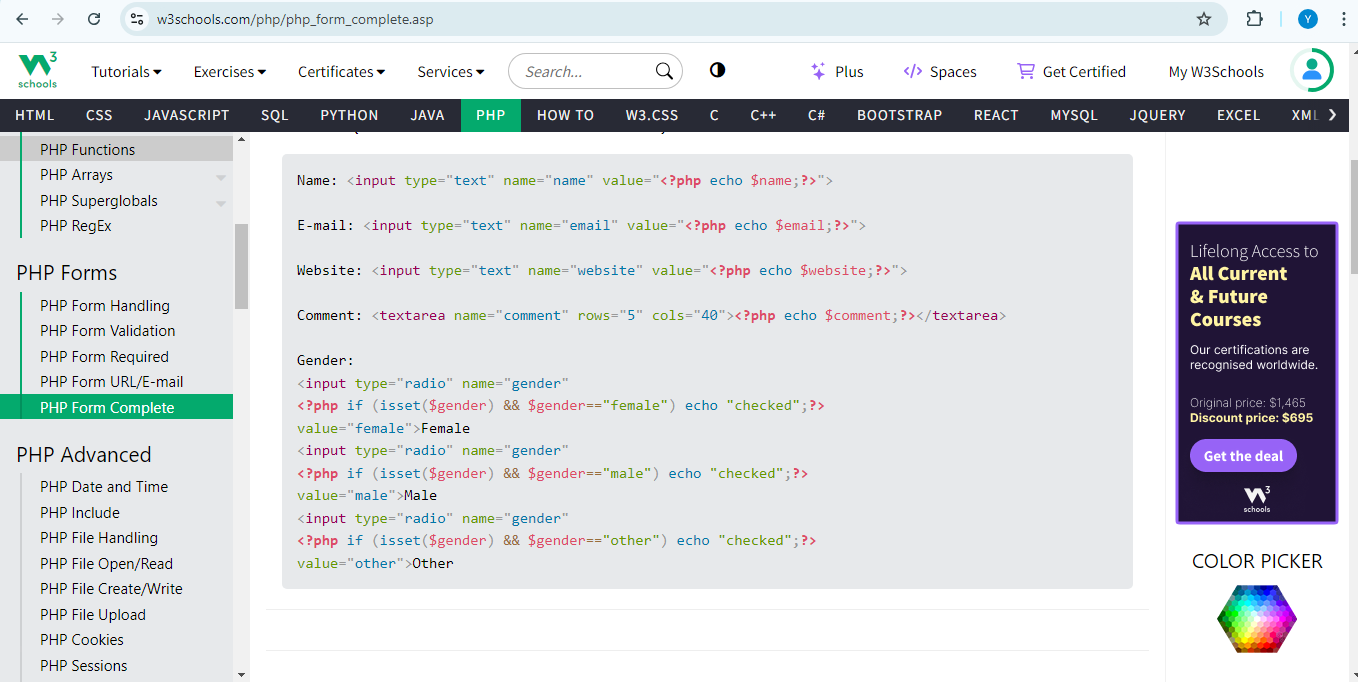 w3schools.com/php/php_form_complete.asp
Y
W3
schools
Tutorials
Exercises
Certificates
Services
Search...
Plus
Spaces
Get Certified
My W3Schools
HTML CSS JAVASCRIPT SQL PYTHON JAVA PHP HOW TO W3.CSS C C++ C# BOOTSTRAP REACT MYSQL JQUERY EXCEL XML
PHP Functions
PHP Arrays
PHP Superglobals
PHP RegEx
PHP Forms
PHP Form Handling
PHP Form Validation
PHP Form Required
PHP Form URL/E-mail
PHP Form Complete
PHP Advanced
PHP Date and Time
PHP Include
PHP File Handling
PHP File Open/Read
PHP File Create/Write
PHP File Upload
PHP Cookies
PHP Sessions
Name: <input type="text" name="name" value="<?php echo $name;?>">
E-mail: <input type="text" name="email" value="<?php echo $email;?>">
Website: <input type="text" name="website" value="<?php echo $website;?>">
Comment: <textarea name="comment" rows="5" cols="40"><?php echo $comment;?></textarea>
Gender:
<input type="radio" name="gender"
<?php if (isset($gender) && $gender=="female") echo "checked";?>
value="female">Female
<input type="radio" name="gender"
<?php if (isset($gender) && $gender=="male") echo "checked";?>
value="male">Male
<input type="radio" name="gender"
<?php if (isset($gender) && $gender=="other") echo "checked";?>
value="other">Other
Lifelong Access to
All Current
& Future
Courses
Our certifications are
recognised worldwide.
Original price: $1,465
Discount price: $695
Get the deal
W3
schools
COLOR PICKER